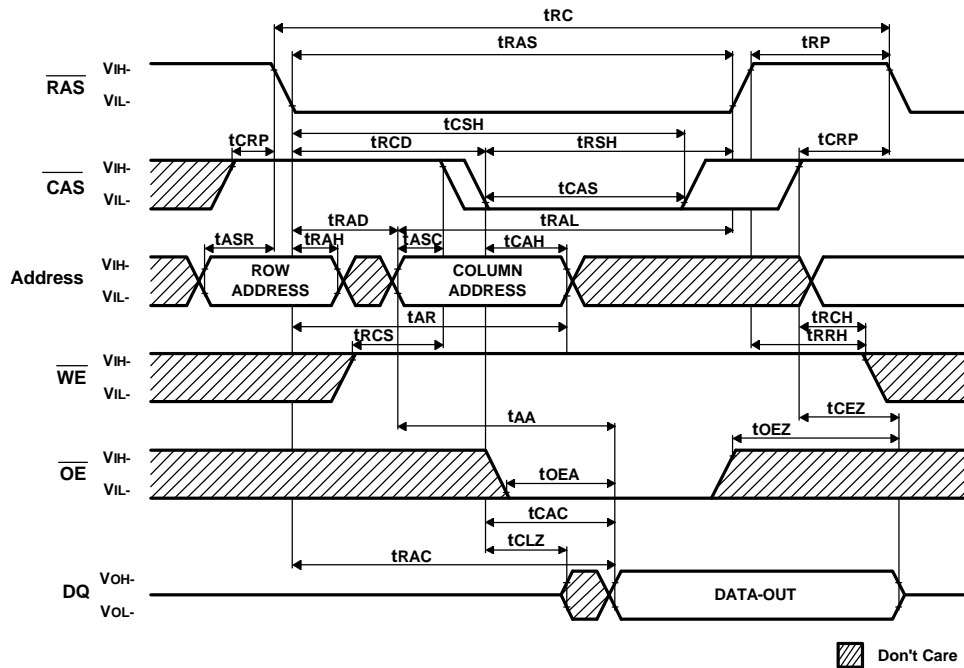 tRC
tRAS tRP
RAS VIH-
VIL-
tCSH
tCRP tRCD tRSH tCRP
CAS VIH-
VIL-
tCAS
tRAD tRAL
tASR tRAH tASC tCAH
Address VIH-
VIL-
ROW
ADDRESS
COLUMN
ADDRESS
tAR tRCH
tRCS tRRH
WE VIH-
VIL-
tAA tCEZ
tOEZ
OE VIH-
VIL-
tOEA
tCAC
tCLZ
tRAC
DQ VOH-
VOL-
DATA-OUT
Don't Care